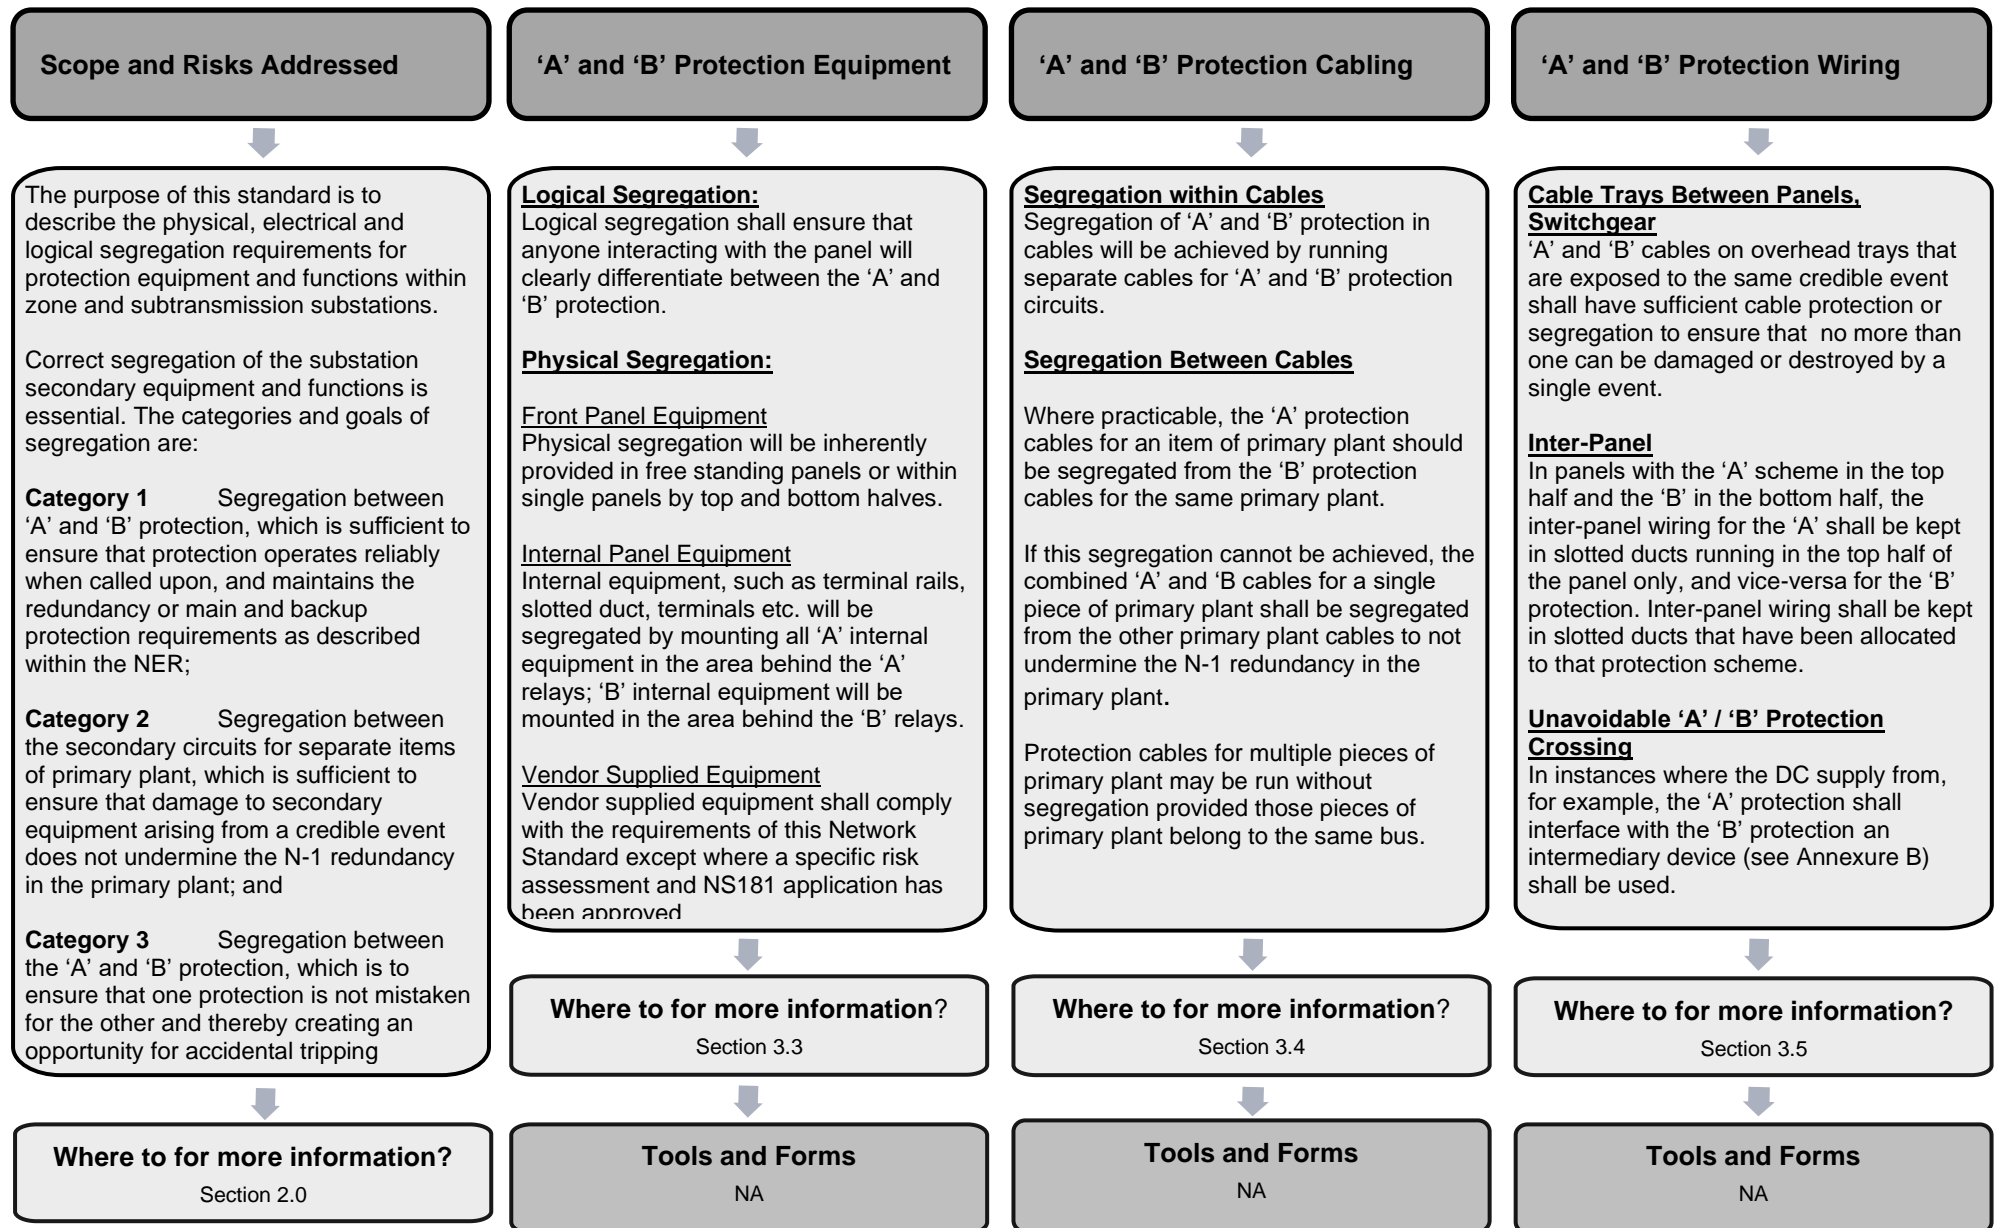 Scope and Risks Addressed
The purpose of this standard is to
describe the physical, electrical and
logical segregation requirements for
protection equipment and functions within
zone and subtransmission substations.
Correct segregation of the substation
secondary equipment and functions is
essential. The categories and goals of
segregation are:
Category 1 Segregation between
‘A’ and ‘B’ protection, which is sufficient to
ensure that protection operates reliably
when called upon, and maintains the
redundancy or main and backup
protection requirements as described
within the NER;
Category 2 Segregation between
the secondary circuits for separate items
of primary plant, which is sufficient to
ensure that damage to secondary
equipment arising from a credible event
does not undermine the N-1 redundancy
in the primary plant; and
Category 3 Segregation between
the ‘A’ and ‘B’ protection, which is to
ensure that one protection is not mistaken
for the other and thereby creating an
opportunity for accidental tripping
Where to for more information?
Section 2.0
‘A’ and ‘B’ Protection Equipment
Logical Segregation:
Logical segregation shall ensure that
anyone interacting with the panel will
clearly differentiate between the ‘A’ and
‘B’ protection.
Physical Segregation:
Front Panel Equipment
Physical segregation will be inherently
provided in free standing panels or within
single panels by top and bottom halves.
Internal Panel Equipment
Internal equipment, such as terminal rails,
slotted duct, terminals etc. will be
segregated by mounting all ‘A’ internal
equipment in the area behind the ‘A’
relays; ‘B’ internal equipment will be
mounted in the area behind the ‘B’ relays.
Vendor Supplied Equipment
Vendor supplied equipment shall comply
with the requirements of this Network
Standard except where a specific risk
assessment and NS181 application has
been approved
Where to for more information?
Section 3.3
Tools and Forms
NA
‘A’ and ‘B’ Protection Cabling
Segregation within Cables
Segregation of ‘A’ and ‘B’ protection in
cables will be achieved by running
separate cables for ‘A’ and ‘B’ protection
circuits.
Segregation Between Cables
Where practicable, the ‘A’ protection
cables for an item of primary plant should
be segregated from the ‘B’ protection
cables for the same primary plant.
If this segregation cannot be achieved, the
combined ‘A’ and ‘B cables for a single
piece of primary plant shall be segregated
from the other primary plant cables to not
undermine the N-1 redundancy in the
primary plant.
Protection cables for multiple pieces of
primary plant may be run without
segregation provided those pieces of
primary plant belong to the same bus.
Where to for more information?
Section 3.4
Tools and Forms
NA
‘A’ and ‘B’ Protection Wiring
Cable Trays Between Panels,
Switchgear
‘A’ and ‘B’ cables on overhead trays that
are exposed to the same credible event
shall have sufficient cable protection or
segregation to ensure that no more than
one can be damaged or destroyed by a
single event.
Inter-Panel
In panels with the ‘A’ scheme in the top
half and the ‘B’ in the bottom half, the
inter-panel wiring for the ‘A’ shall be kept
in slotted ducts running in the top half of
the panel only, and vice-versa for the ‘B’
protection. Inter-panel wiring shall be kept
in slotted ducts that have been allocated
to that protection scheme.
Unavoidable ‘A’ / ‘B’ Protection
Crossing
In instances where the DC supply from,
for example, the ‘A’ protection shall
interface with the ‘B’ protection an
intermediary device (see Annexure B)
shall be used.
Where to for more information?
Section 3.5
Tools and Forms
NA